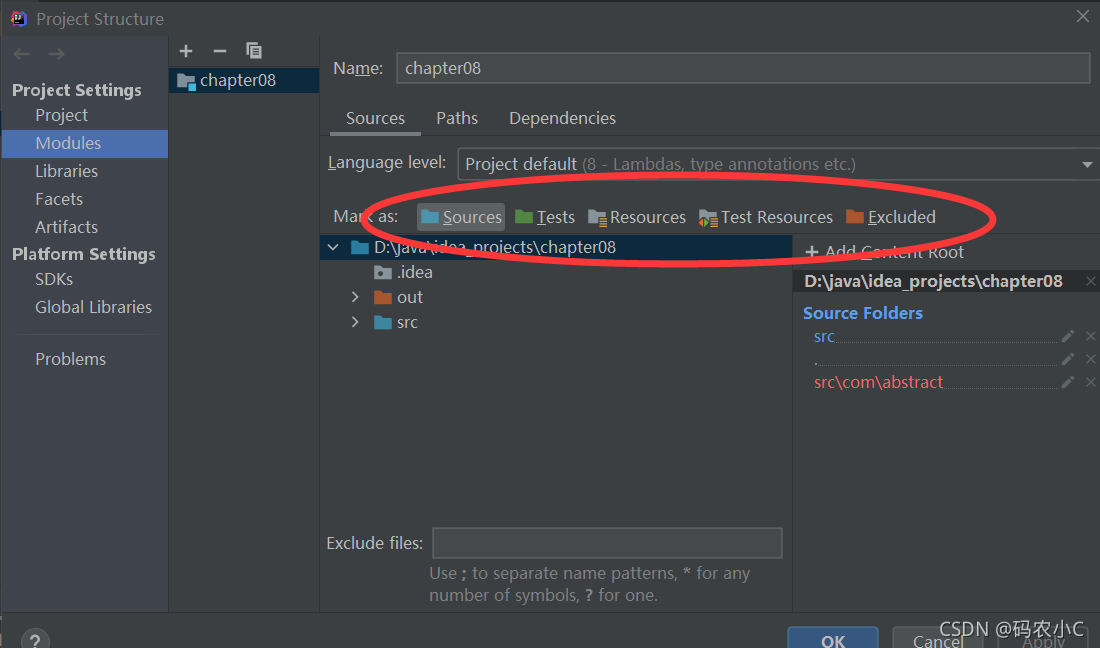 Project Structure
Project Settings
Project
Modules
Libraries
Facets
Artifacts
Platform Settings
SDKs
Global Libraries
Problems
chapter08
Name: chapter08
Sources Paths Dependencies
Language level: Project default (8 - Lambdas, type annotations etc.)
Mark as: Sources Tests Resources Test Resources Excluded
D:\java\idea_projects\chapter08
.idea
out
src
+ Add Content Root
D:\java\idea_projects\chapter08
Source Folders
src
.
src\com\abstract
Exclude files:
Use ; to separate name patterns, * for any
number of symbols, ? for one.
?
OK Cancel Apply
CSDN @码农小C